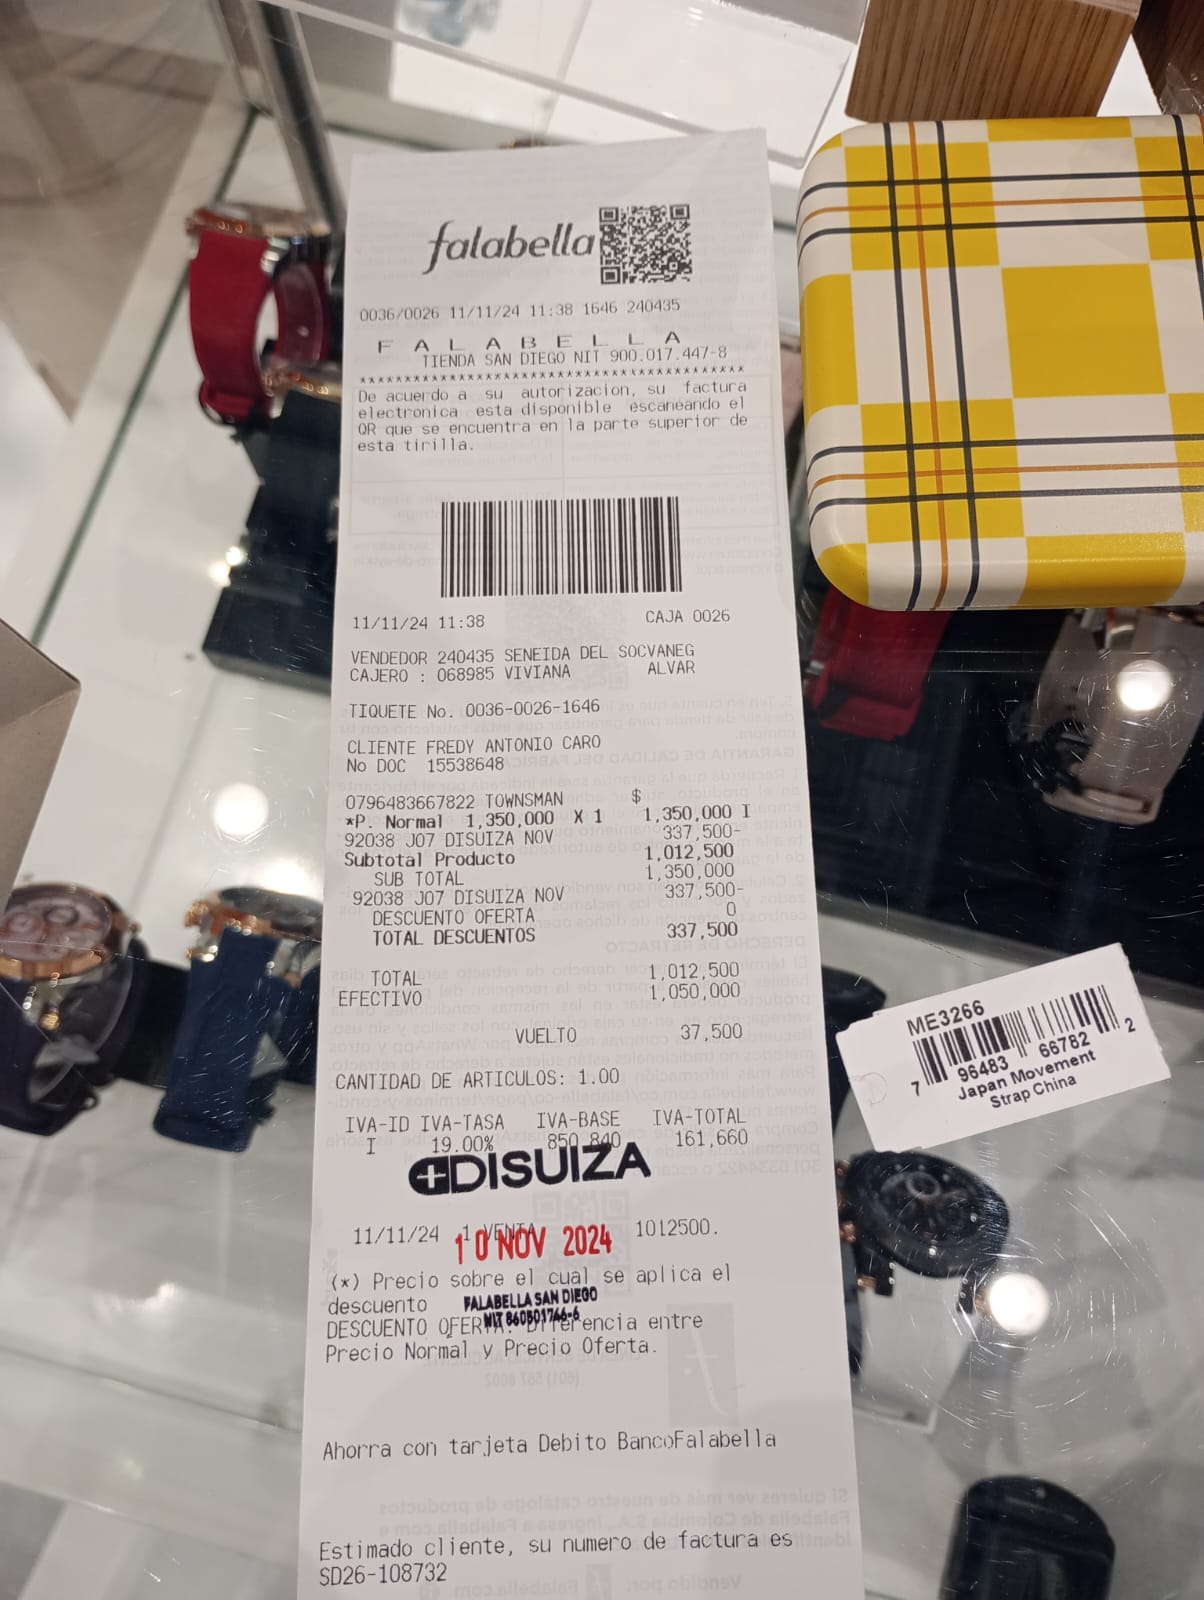 falabella
0036/0026 11/11/24 11:38 1646 240435
F A L A B E L L A
TIENDA SAN DIEGO NIT 900.017.447-8
******************************************
De acuerdo a su autorizacion, su factura
electronica esta disponible escaneando el
QR que se encuentra en la parte superior de
esta tirilla.
11/11/24 11:38 CAJA 0026
VENDEDOR 240435 SENEIDA DEL SOCVANEG
CAJERO : 068985 VIVIANA ALVAR
TIQUETE No. 0036-0026-1646
CLIENTE FREDY ANTONIO CARO
No DOC 15538648
0796483667822 TOWNSMAN $
*P. Normal 1,350,000 X 1 1,350,000 I
92038 J07 DISUIZA NOV 337,500-
Subtotal Producto 1,012,500
SUB TOTAL 1,350,000
92038 J07 DISUIZA NOV 337,500-
DESCUENTO OFERTA 0
TOTAL DESCUENTOS 337,500
TOTAL 1,012,500
EFECTIVO 1,050,000
VUELTO 37,500
CANTIDAD DE ARTICULOS: 1.00
IVA-ID IVA-TASA IVA-BASE IVA-TOTAL
I 19.00% 850,840 161,660
DISUIZA
11/11/24 1 VENTA 1012500.
10 NOV 2024
(*) Precio sobre el cual se aplica el
descuento
FALABELLA SAN DIEGO
NIT 860501766-6
DESCUENTO OFERTA: Diferencia entre
Precio Normal y Precio Oferta.
Ahorra con tarjeta Debito BancoFalabella
Estimado cliente, su numero de factura es
SD26-108732
ME3266
7 96483 66782 2
Japan Movement
Strap China